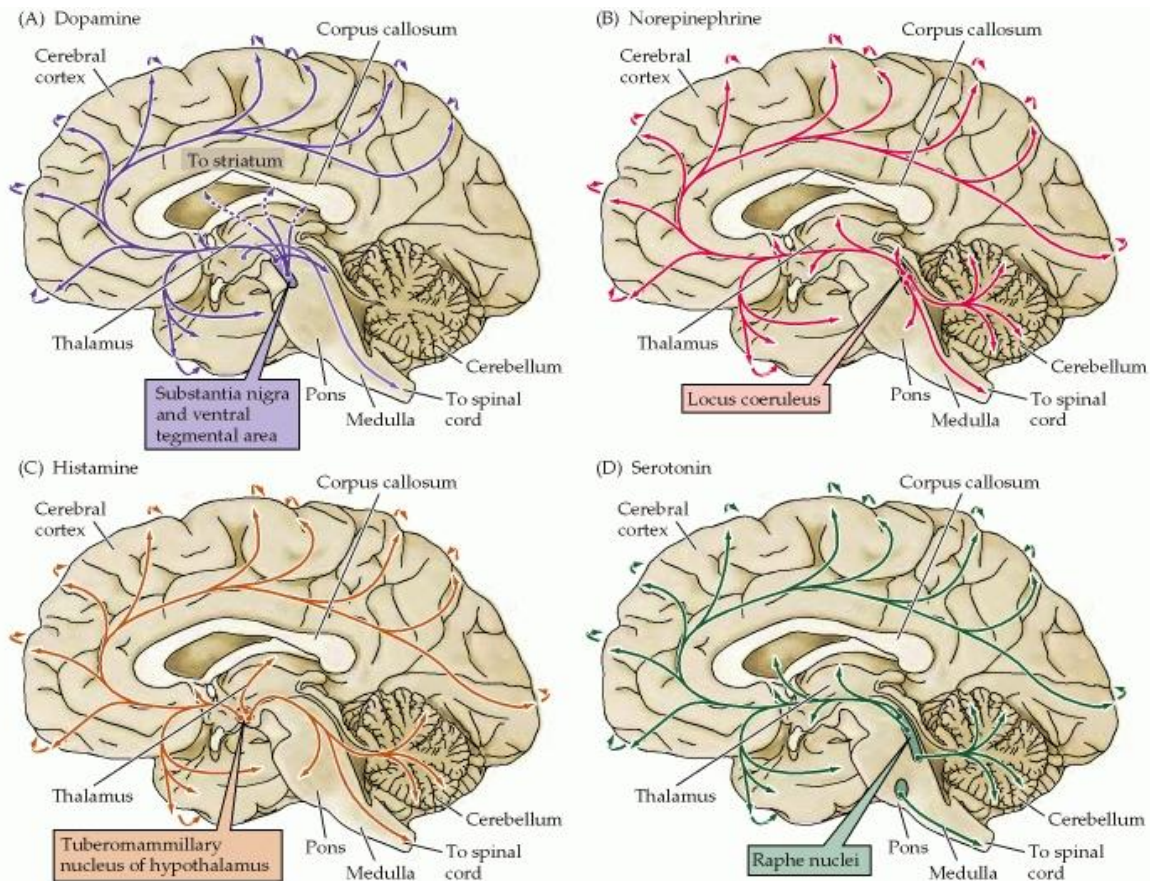 (A) Dopamine
Corpus callosum
Cerebral
cortex
To striatum
Thalamus
Cerebellum
Substantia nigra
and ventral
tegmental area
Pons
Medulla
To spinal
cord
(B) Norepinephrine
Corpus callosum
Cerebral
cortex
Thalamus
Cerebellum
Locus coeruleus
Pons
Medulla
To spinal
cord
(C) Histamine
Corpus callosum
Cerebral
cortex
Thalamus
Cerebellum
Tuberomammillary
nucleus of hypothalamus
Pons
Medulla
To spinal
cord
(D) Serotonin
Corpus callosum
Cerebral
cortex
Thalamus
Cerebellum
Raphe nuclei
Pons
Medulla
To spinal
cord